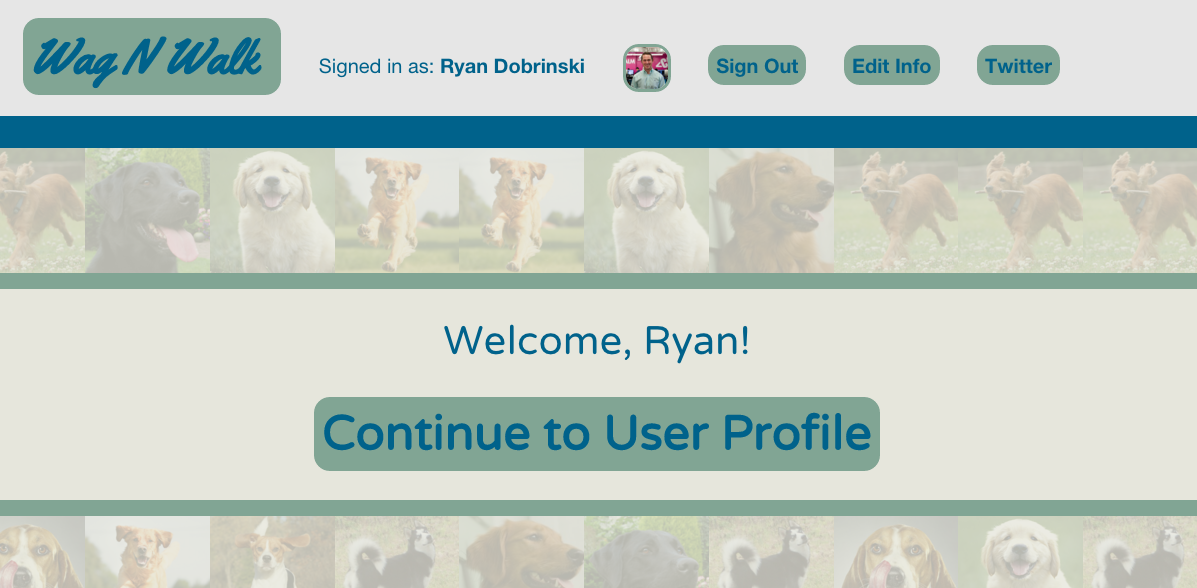 Wag N Walk
Signed in as: Ryan Dobrinski
Sign Out
Edit Info
Twitter
Welcome, Ryan!
Continue to User Profile